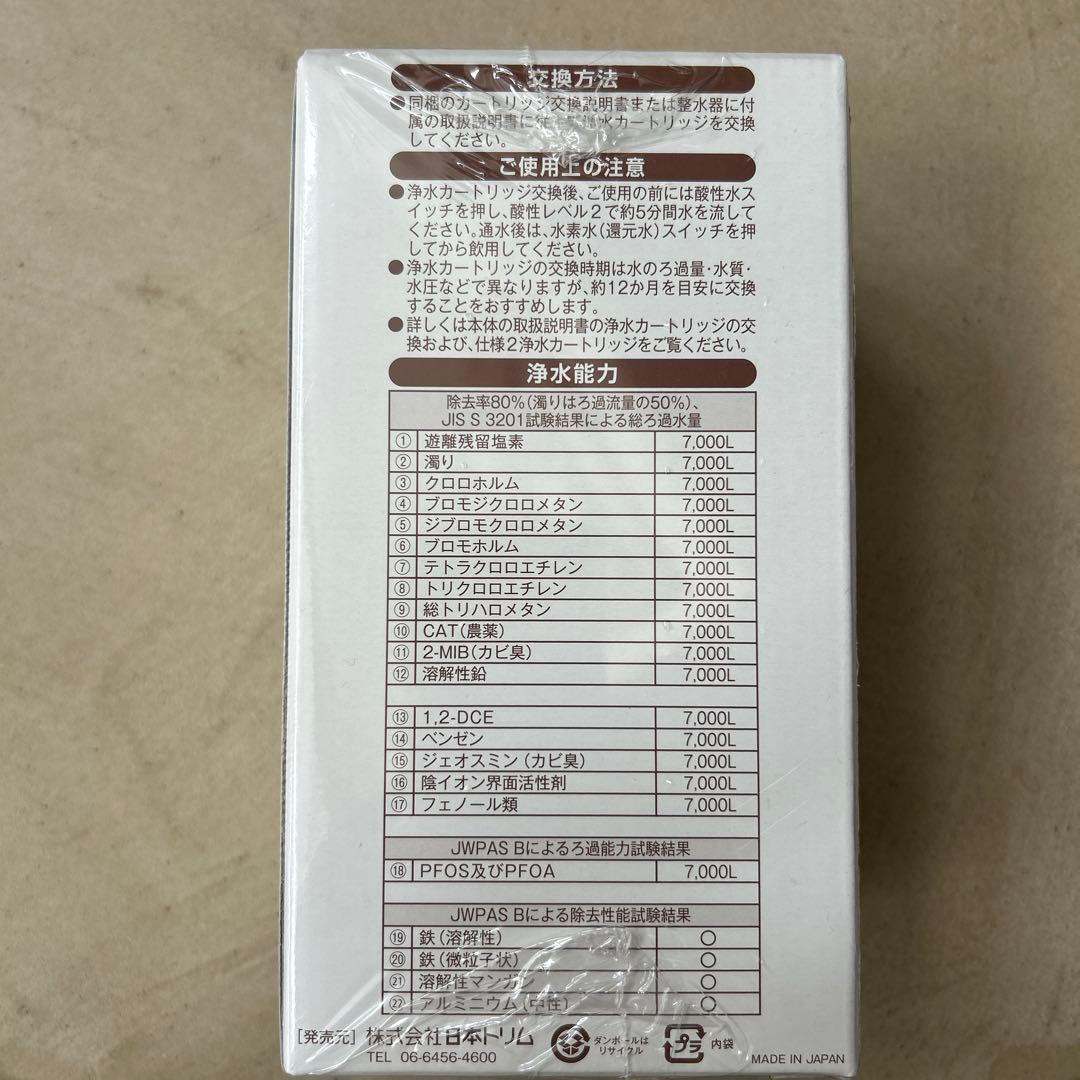 交換方法
●同梱のカートリッジ交換説明書または整水器に付
属の取扱説明書に従 浄水カートリッジを交換
してください。
ご使用上の注意
●浄水カートリッジ交換後、ご使用の前には酸性水ス
イッチを押し、酸性レベル2で約5分間水を流して
ください。通水後は、水素水(還元水)スイッチを押
してから飲用してください。
●浄水カートリッジの交換時期は水のろ過量・水質・
水圧などで異なりますが、約12か月を目安に交換
することをおすすめします。
●詳しくは本体の取扱説明書の浄水カートリッジの交
換および、仕様2浄水カートリッジをご覧ください。
浄水能力
除去率80%(濁りはろ過流量の50%)、
JIS S 3201試験結果による総ろ過水量
① 遊離残留塩素 7,000L
② 濁り 7,000L
③ クロロホルム 7,000L
④ ブロモジクロロメタン 7,000L
⑤ ジブロモクロロメタン 7,000L
⑥ ブロモホルム 7,000L
⑦ テトラクロロエチレン 7,000L
⑧ トリクロロエチレン 7,000L
⑨ 総トリハロメタン 7,000L
⑩ CAT(農薬) 7,000L
⑪ 2-MIB(カビ臭) 7,000L
⑫ 溶解性鉛 7,000L
⑬ 1,2-DCE 7,000L
⑭ ベンゼン 7,000L
⑮ ジェオスミン(カビ臭) 7,000L
⑯ 陰イオン界面活性剤 7,000L
⑰ フェノール類 7,000L
JWPAS Bによるろ過能力試験結果
⑱ PFOS及びPFOA 7,000L
JWPAS Bによる除去性能試験結果
⑲ 鉄(溶解性) ○
⑳ 鉄(微粒子状) ○
㉑ 溶解性マンガン ○
㉒ アルミニウム(中性) ○
[発売元] 株式会社日本トリム
TEL 06-6456-4600
ダンボールは
リサイクル
プラ 内袋
MADE IN JAPAN